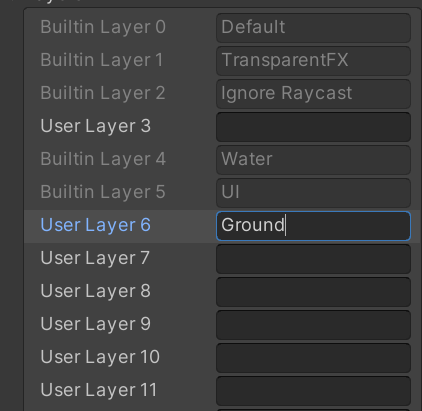 Builtin Layer 0 Default
Builtin Layer 1 TransparentFX
Builtin Layer 2 Ignore Raycast
User Layer 3
Builtin Layer 4 Water
Builtin Layer 5 UI
User Layer 6 Ground
User Layer 7
User Layer 8
User Layer 9
User Layer 10
User Layer 11